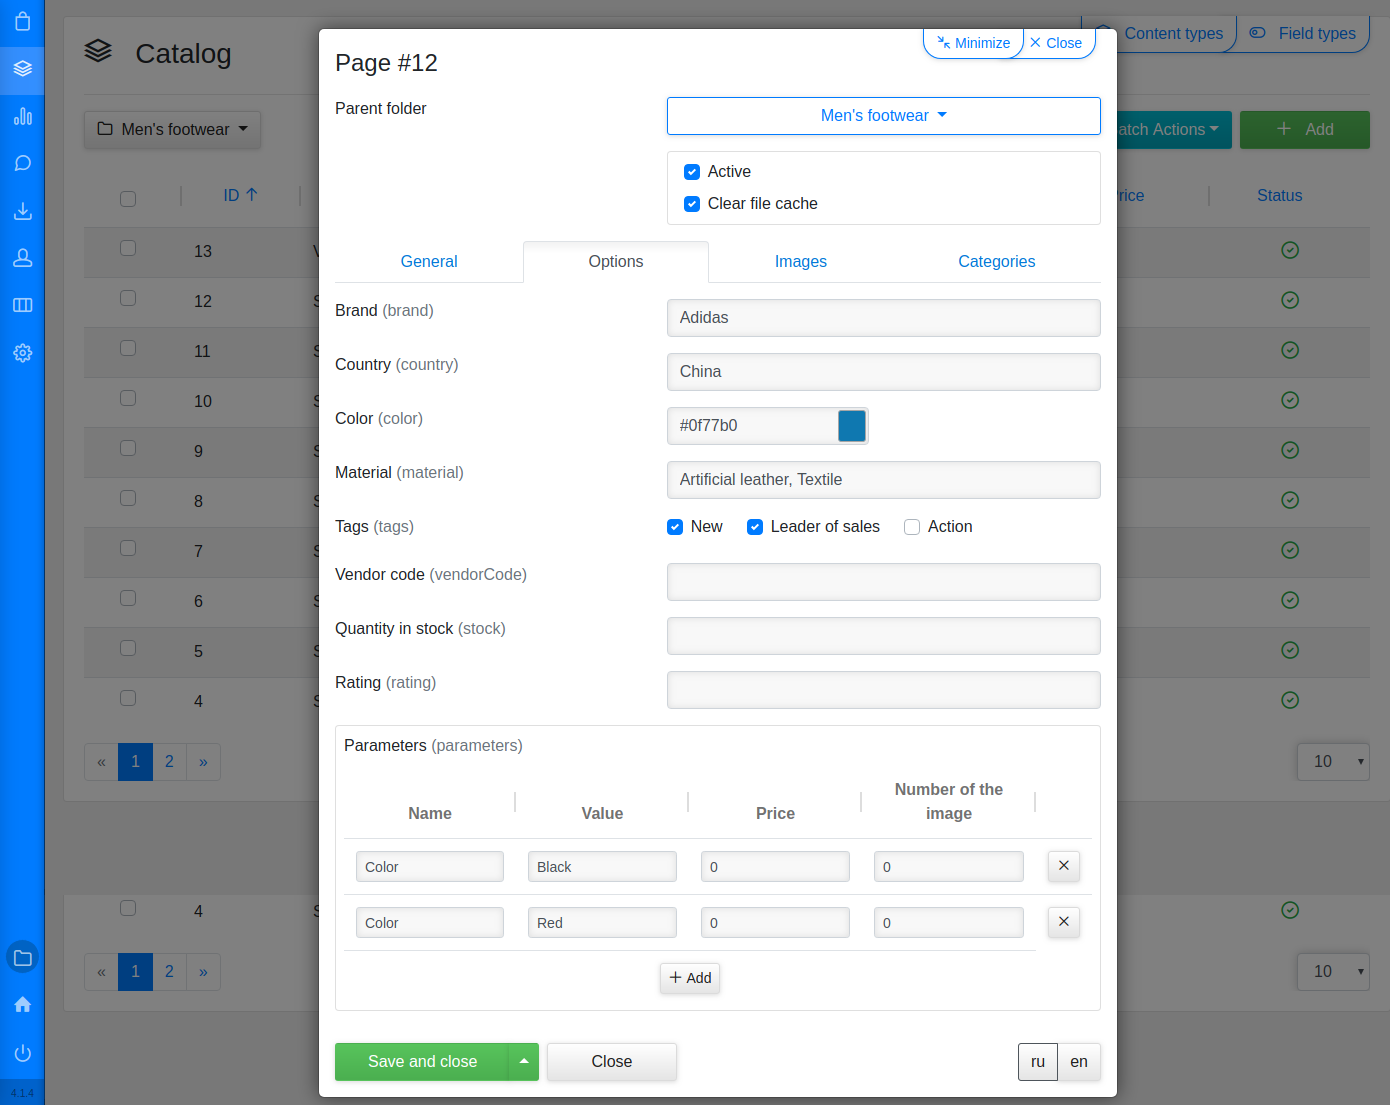 Catalog
Content types
Field types
Minimize
Close
Page #12
Parent folder
Men's footwear
Men's footwear
atch Actions
Add
Active
Clear file cache
ID
rice
Status
General
Options
Images
Categories
13
12
11
10
9
8
7
6
5
4
Brand (brand)
Adidas
Country (country)
China
Color (color)
#0f77b0
Material (material)
Artificial leather, Textile
Tags (tags)
New
Leader of sales
Action
Vendor code (vendorCode)
Quantity in stock (stock)
Rating (rating)
« 1 2 »
10
Parameters (parameters)
Name
Value
Price
Number of the
image
Color
Black
0
0
Color
Red
0
0
Add
4
« 1 2 »
10
Save and close
Close
ru
en
4.1.4